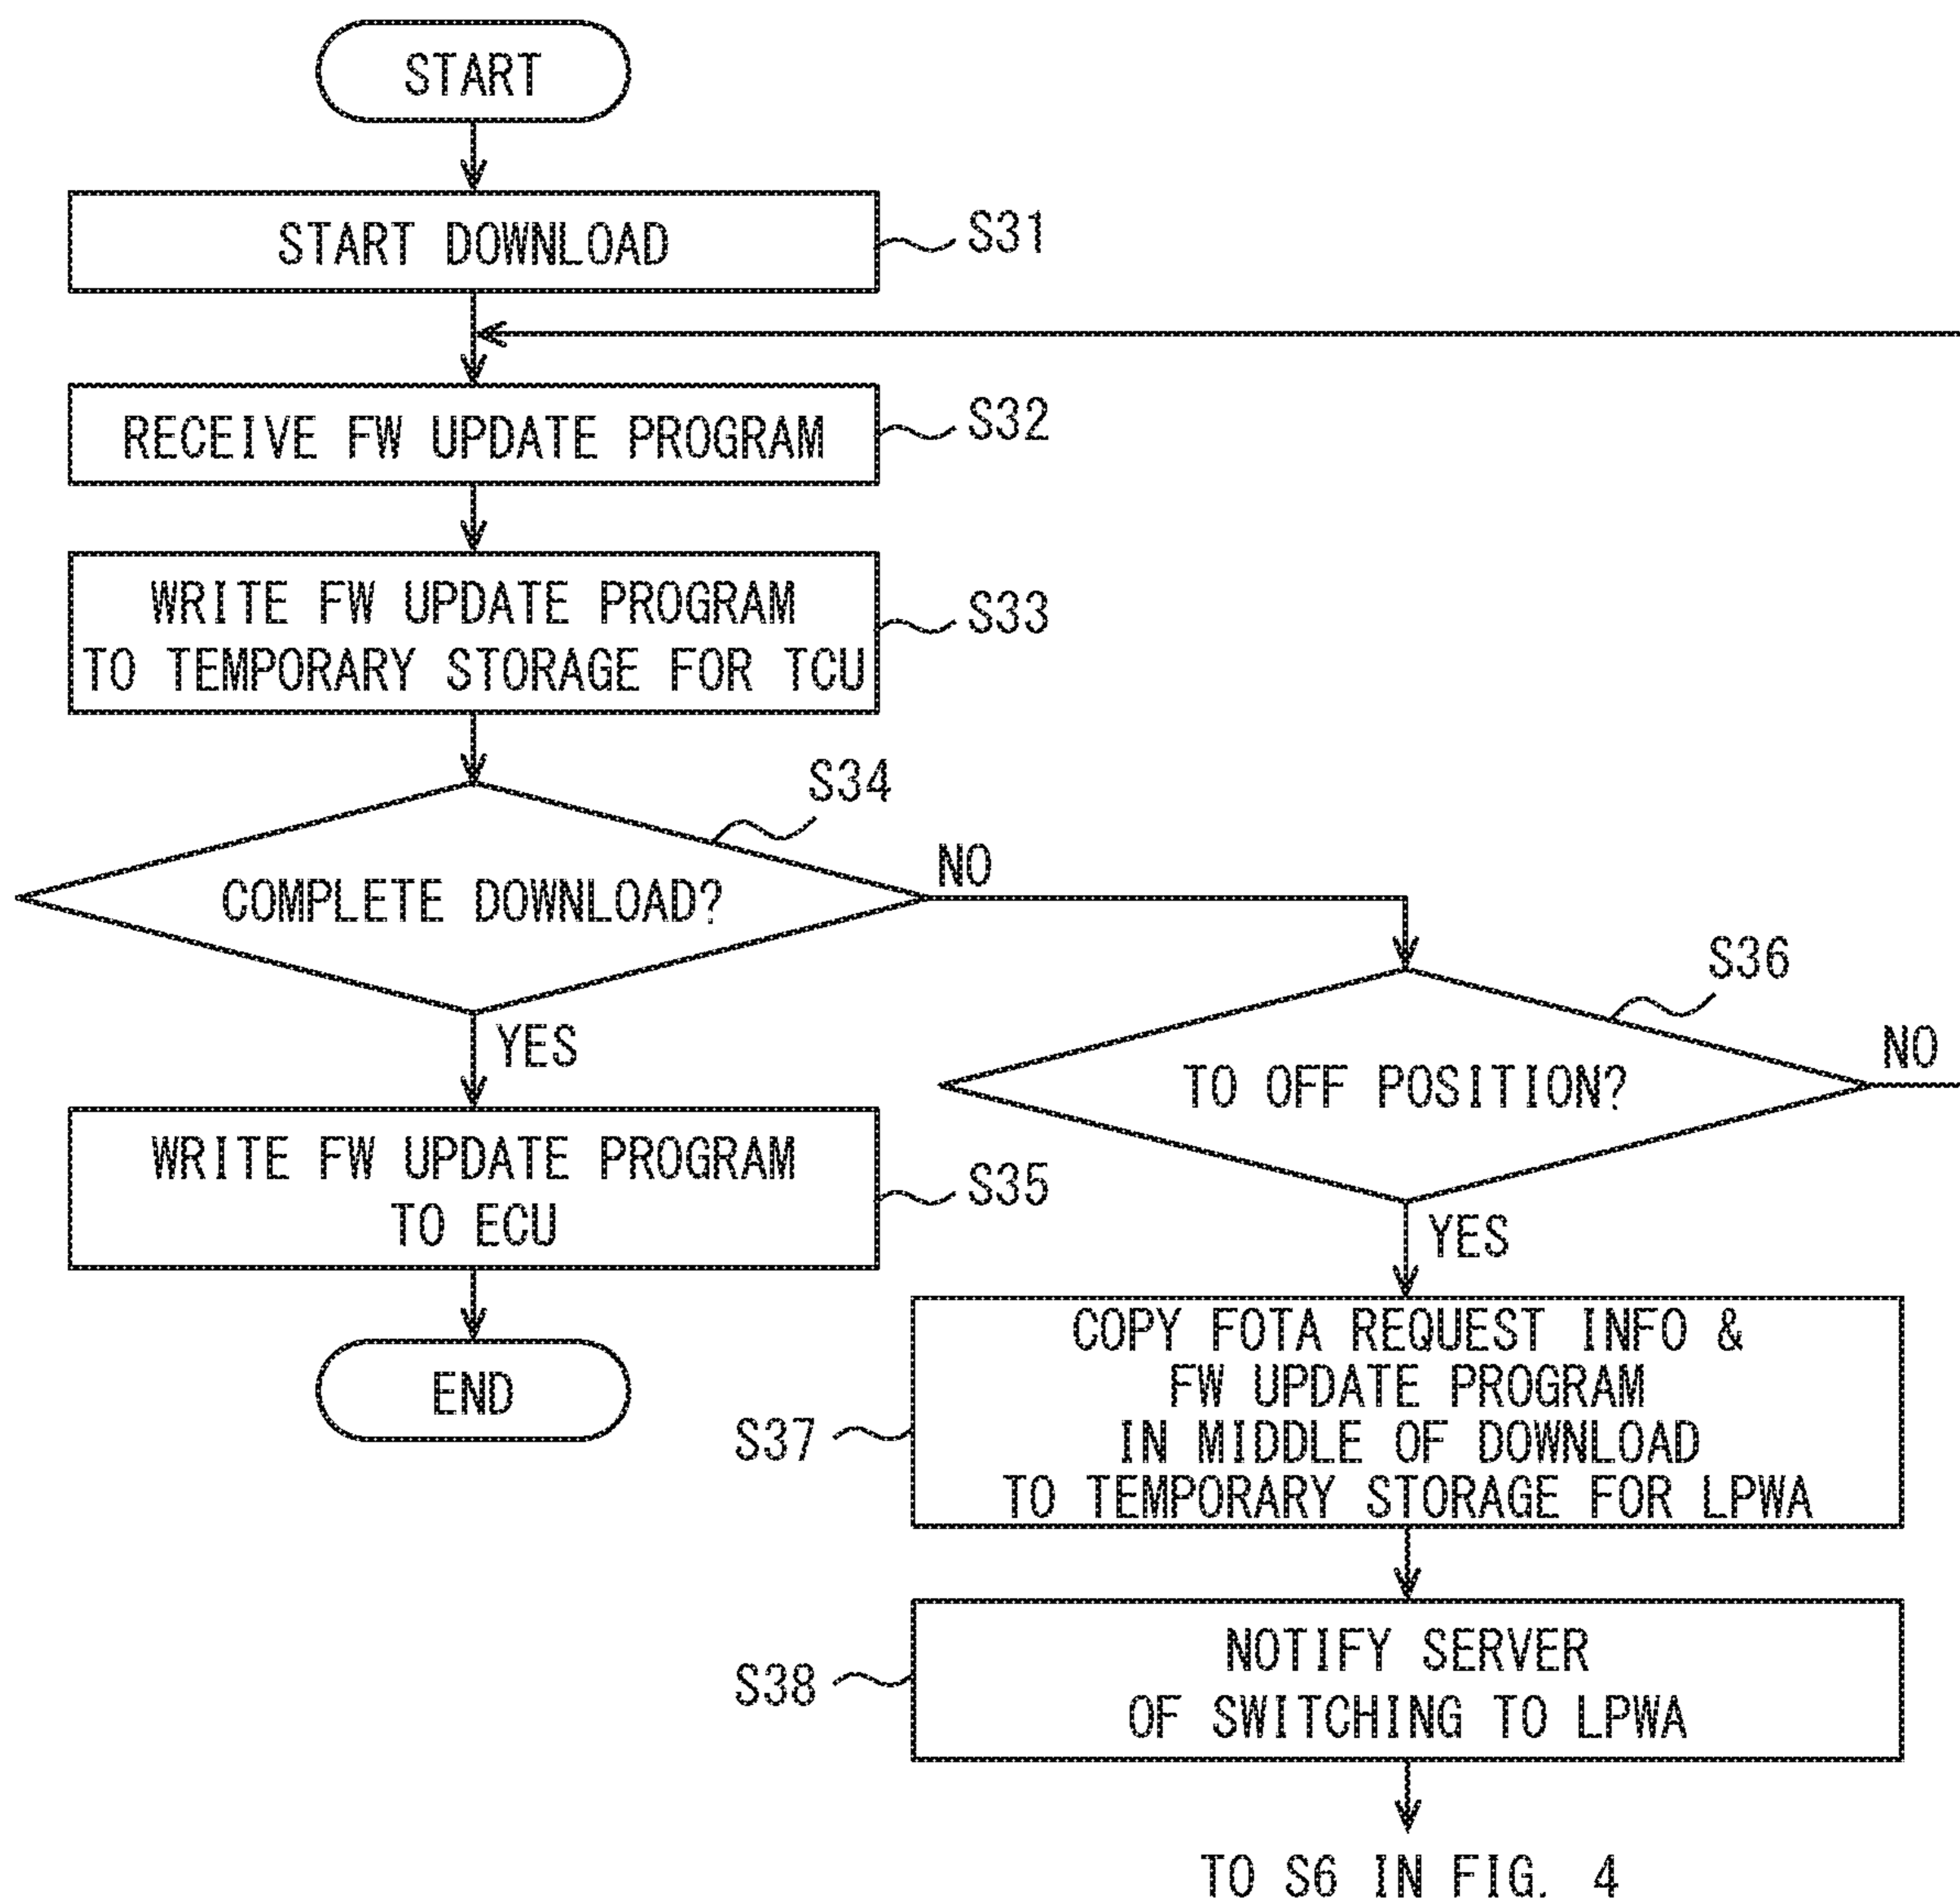 START
START DOWNLOAD
S31
RECEIVE FW UPDATE PROGRAM
S32
WRITE FW UPDATE PROGRAM
TO TEMPORARY STORAGE FOR TCU
S33
S34
COMPLETE DOWNLOAD?
NO
YES
WRITE FW UPDATE PROGRAM
TO ECU
S35
END
S36
TO OFF POSITION?
NO
YES
COPY FOTA REQUEST INFO &
FW UPDATE PROGRAM
IN MIDDLE OF DOWNLOAD
TO TEMPORARY STORAGE FOR LPWA
S37
NOTIFY SERVER
OF SWITCHING TO LPWA
S38
TO S6 IN FIG. 4